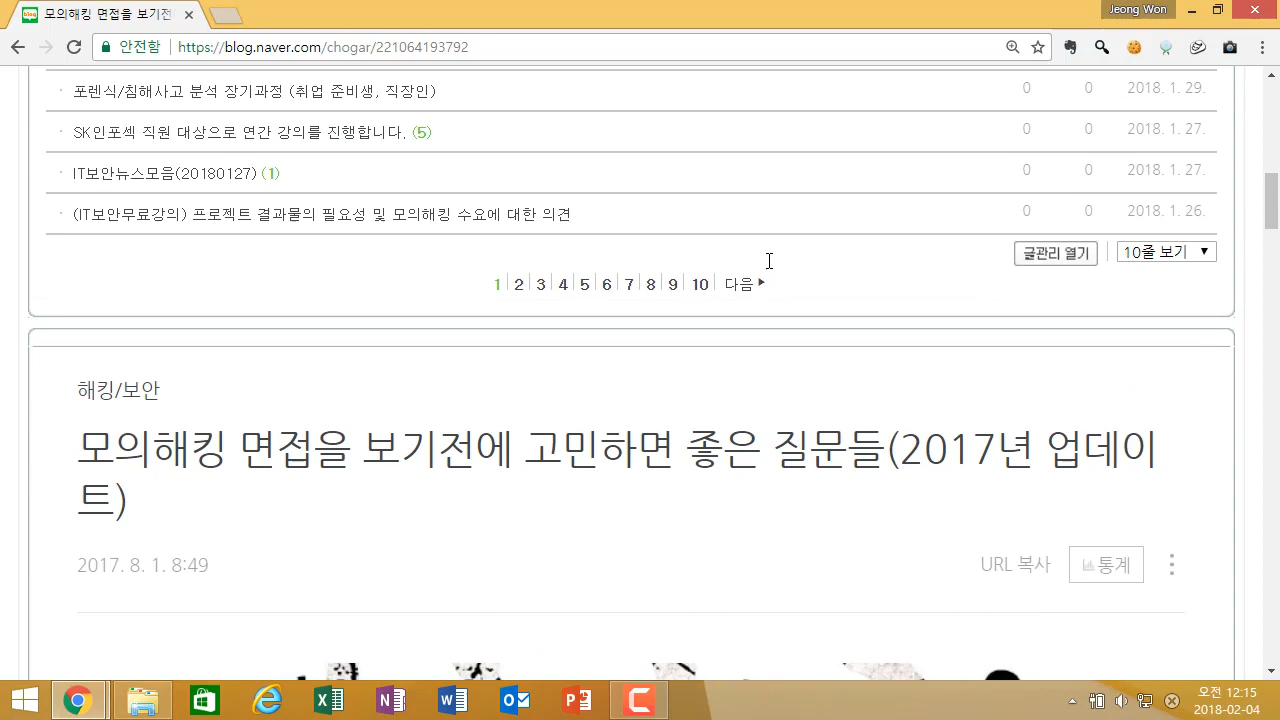 모의해킹 면접을 보기전
Jeong Won
안전함 https://blog.naver.com/chogar/221064193792
포렌식/침해사고 분석 장기과정 (취업 준비생, 직장인) 0 0 2018. 1. 29.
SK인포섹 직원 대상으로 연간 강의를 진행합니다. (5) 0 0 2018. 1. 27.
IT보안뉴스모음(20180127) (1) 0 0 2018. 1. 27.
(IT보안무료강의) 프로젝트 결과물의 필요성 및 모의해킹 수요에 대한 의견 0 0 2018. 1. 26.
글관리 열기 10줄 보기
1 2 3 4 5 6 7 8 9 10 다음
해킹/보안
모의해킹 면접을 보기전에 고민하면 좋은 질문들(2017년 업데이
트)
2017. 8. 1. 8:49 URL 복사 통계
오전 12:15
2018-02-04